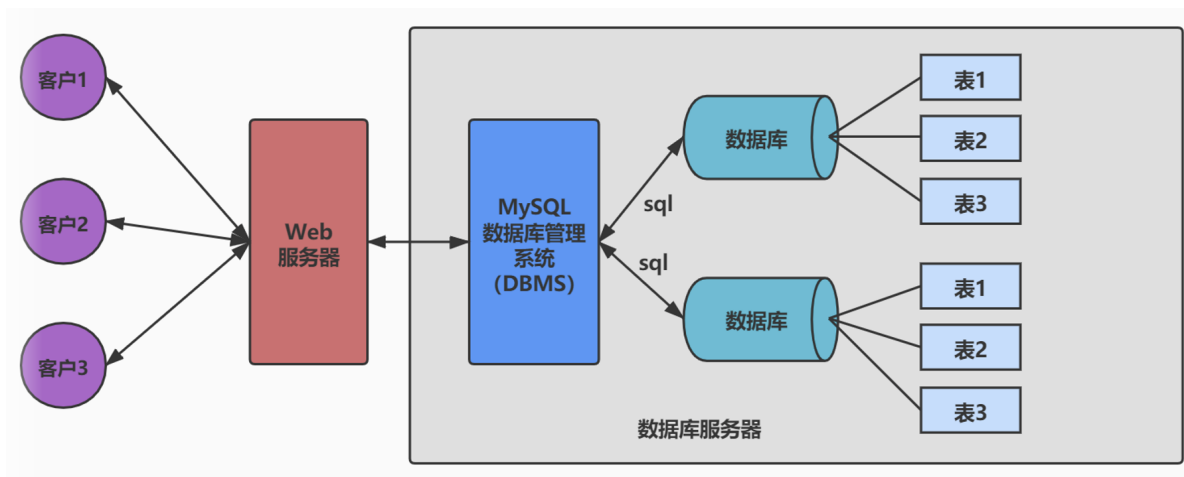 客户1
客户2
客户3
Web
服务器
MySQL
数据库管理
系统
（DBMS）
sql
sql
数据库
表1
表2
表3
数据库
表1
表2
表3
数据库服务器